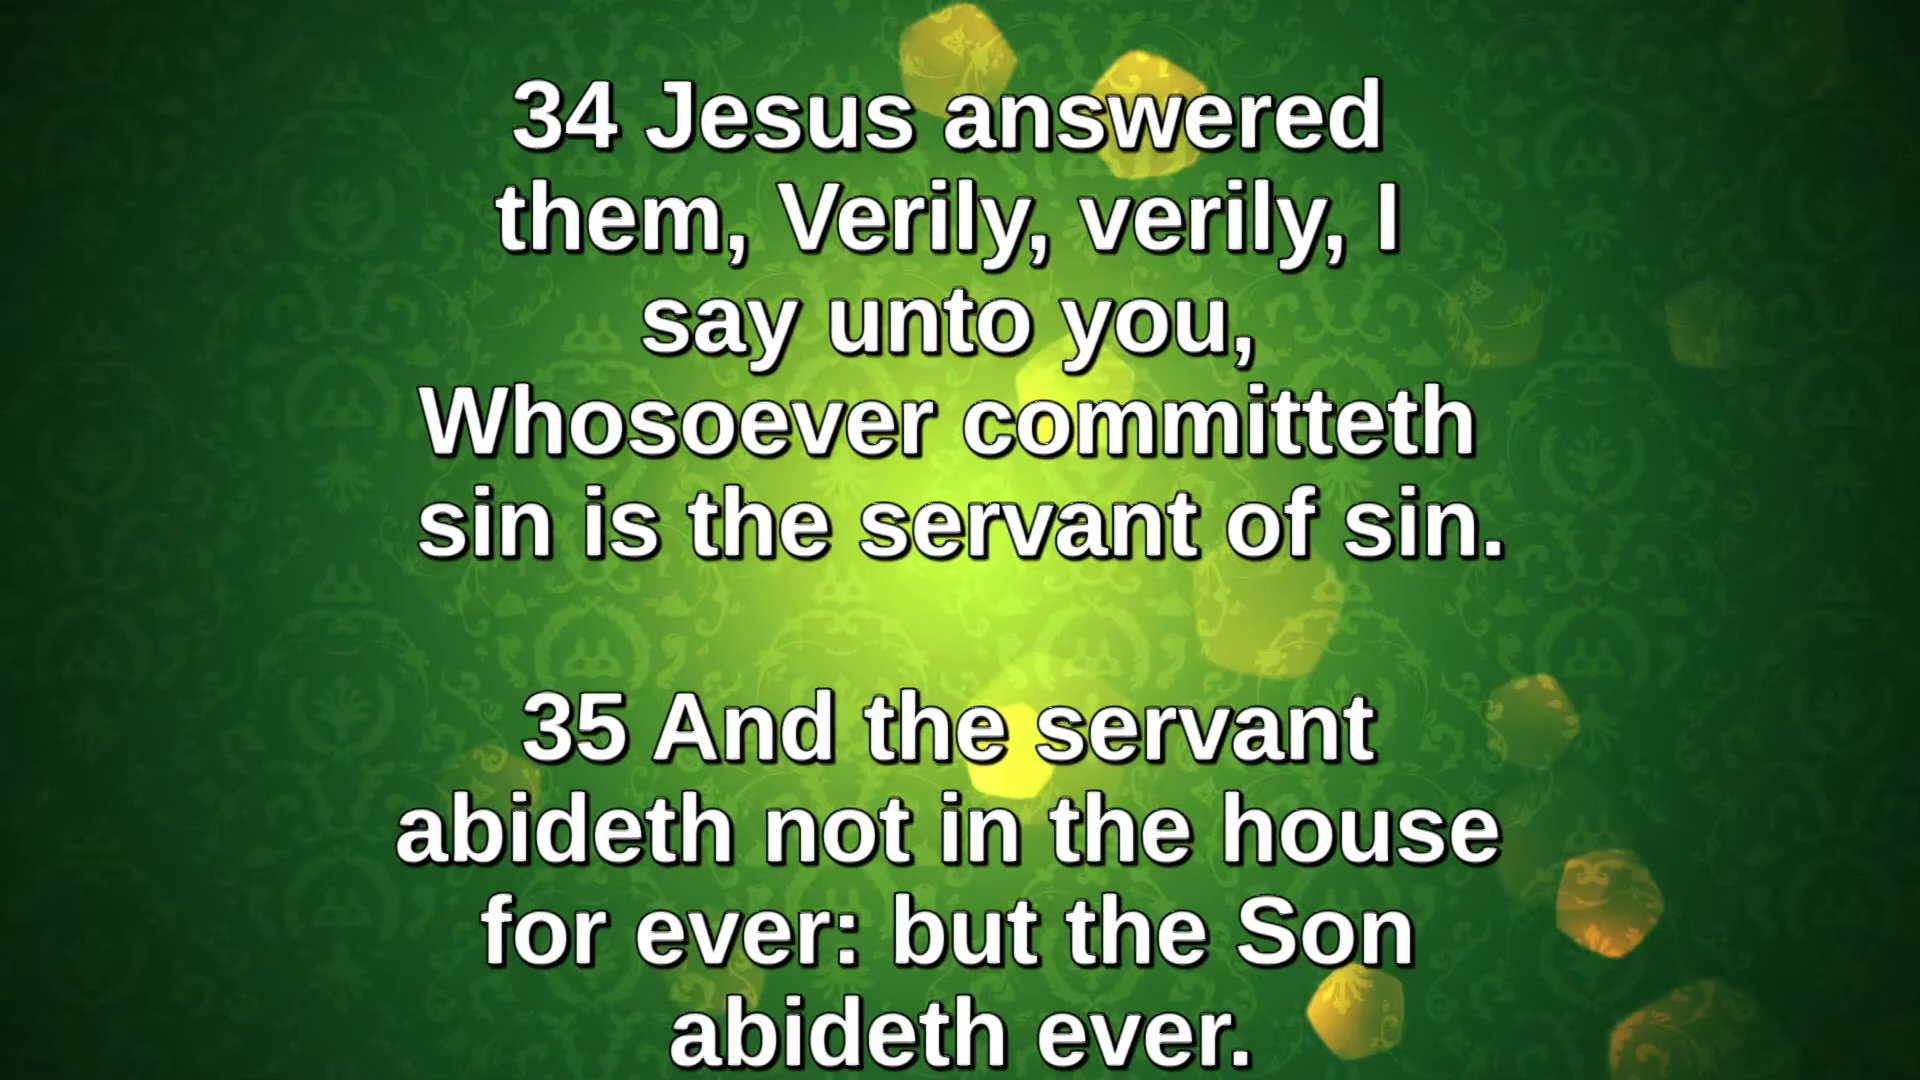 34 Jesus answered
them, Verily, verily, I
say unto you,
Whosoever committeth
sin is the servant of sin.
35 And the servant
abideth not in the house
for ever: but the Son
abideth ever.